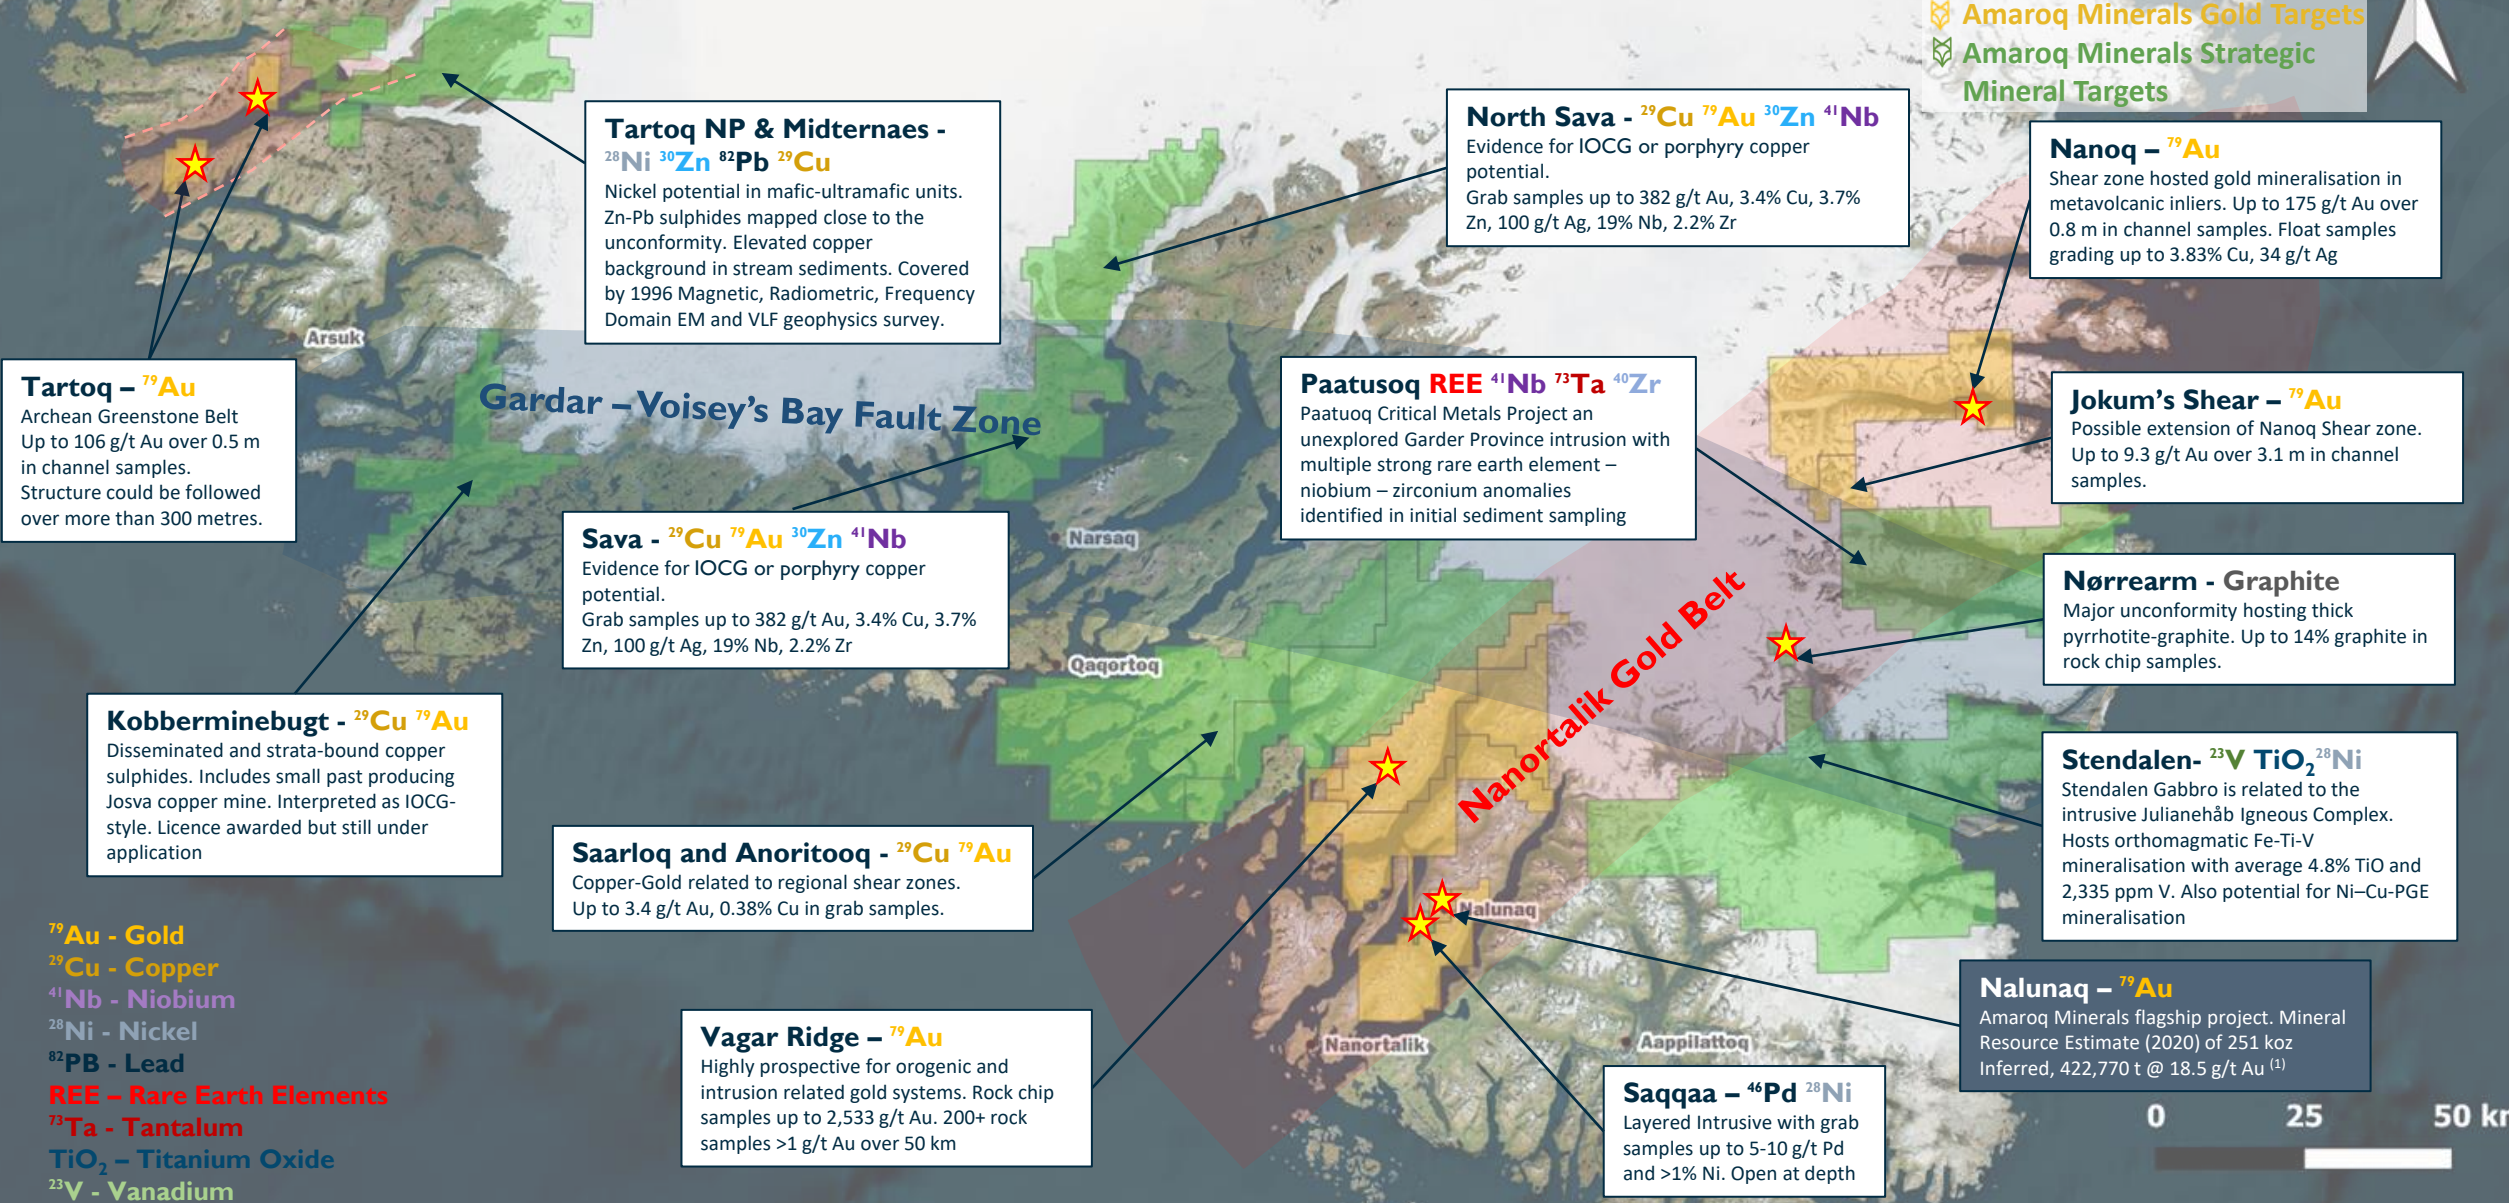 Amaroq Minerals Gold Targets
Amaroq Minerals Strategic
Mineral Targets
Tartoq NP & Midternaes -
²⁸Ni ³⁰Zn ⁸²Pb ²⁹Cu
Nickel potential in mafic-ultramafic units.
Zn-Pb sulphides mapped close to the
unconformity. Elevated copper
background in stream sediments. Covered
by 1996 Magnetic, Radiometric, Frequency
Domain EM and VLF geophysics survey.
North Sava - ²⁹Cu ⁷⁹Au ³⁰Zn ⁴¹Nb
Evidence for IOCG or porphyry copper
potential.
Grab samples up to 382 g/t Au, 3.4% Cu, 3.7%
Zn, 100 g/t Ag, 19% Nb, 2.2% Zr
Nanoq – ⁷⁹Au
Shear zone hosted gold mineralisation in
metavolcanic inliers. Up to 175 g/t Au over
0.8 m in channel samples. Float samples
grading up to 3.83% Cu, 34 g/t Ag
Arsuk
Tartoq – ⁷⁹Au
Archean Greenstone Belt
Up to 106 g/t Au over 0.5 m
in channel samples.
Structure could be followed
over more than 300 metres.
Gardar – Voisey's Bay Fault Zone
Paatusoq REE ⁴¹Nb ⁷³Ta ⁴⁰Zr
Paatuoq Critical Metals Project an
unexplored Garder Province intrusion with
multiple strong rare earth element –
niobium – zirconium anomalies
identified in initial sediment sampling
Jokum's Shear – ⁷⁹Au
Possible extension of Nanoq Shear zone.
Up to 9.3 g/t Au over 3.1 m in channel
samples.
Sava - ²⁹Cu ⁷⁹Au ³⁰Zn ⁴¹Nb
Evidence for IOCG or porphyry copper
potential.
Grab samples up to 382 g/t Au, 3.4% Cu, 3.7%
Zn, 100 g/t Ag, 19% Nb, 2.2% Zr
Narsaq
Nørrearm - Graphite
Major unconformity hosting thick
pyrrhotite-graphite. Up to 14% graphite in
rock chip samples.
Qaqortoq
Nanortalik Gold Belt
Kobberminebugt - ²⁹Cu ⁷⁹Au
Disseminated and strata-bound copper
sulphides. Includes small past producing
Josva copper mine. Interpreted as IOCG-
style. Licence awarded but still under
application
Stendalen- ²³V TiO₂ ²⁸Ni
Stendalen Gabbro is related to the
intrusive Julianehåb Igneous Complex.
Hosts orthomagmatic Fe-Ti-V
mineralisation with average 4.8% TiO and
2,335 ppm V. Also potential for Ni–Cu-PGE
mineralisation
Saarloq and Anoritooq - ²⁹Cu ⁷⁹Au
Copper-Gold related to regional shear zones.
Up to 3.4 g/t Au, 0.38% Cu in grab samples.
Nalunaq
Nalunaq – ⁷⁹Au
Amaroq Minerals flagship project. Mineral
Resource Estimate (2020) of 251 koz
Inferred, 422,770 t @ 18.5 g/t Au ⁽¹⁾
Vagar Ridge – ⁷⁹Au
Highly prospective for orogenic and
intrusion related gold systems. Rock chip
samples up to 2,533 g/t Au. 200+ rock
samples >1 g/t Au over 50 km
Nanortalik
Aappilattoq
Saqqaa – ⁴⁶Pd ²⁸Ni
Layered Intrusive with grab
samples up to 5-10 g/t Pd
and >1% Ni. Open at depth
⁷⁹Au - Gold
²⁹Cu - Copper
⁴¹Nb - Niobium
²⁸Ni - Nickel
⁸²PB - Lead
REE – Rare Earth Elements
⁷³Ta - Tantalum
TiO₂ – Titanium Oxide
²³V - Vanadium
0 25 50 km